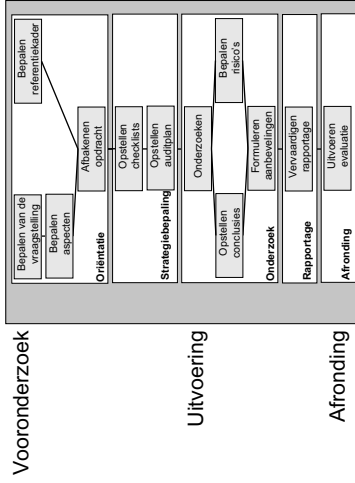 Vooronderzoek
Bepalen van de
vraagstelling
Bepalen
referentiekader
Bepalen
aspecten
Afbakenen
opdracht
Oriëntatie
Opstellen
checklists
Opstellen
auditplan
Strategiebepaling
Uitvoering
Onderzoeken
Opstellen
conclusies
Bepalen
risico's
Formuleren
aanbevelingen
Onderzoek
Vervaardigen
rapportage
Rapportage
Afronding
Uitvoeren
evaluatie
Afronding